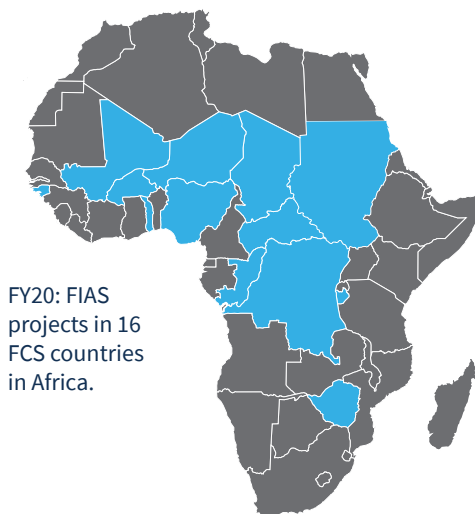 FY20: FIAS
projects in 16
FCS countries
in Africa.